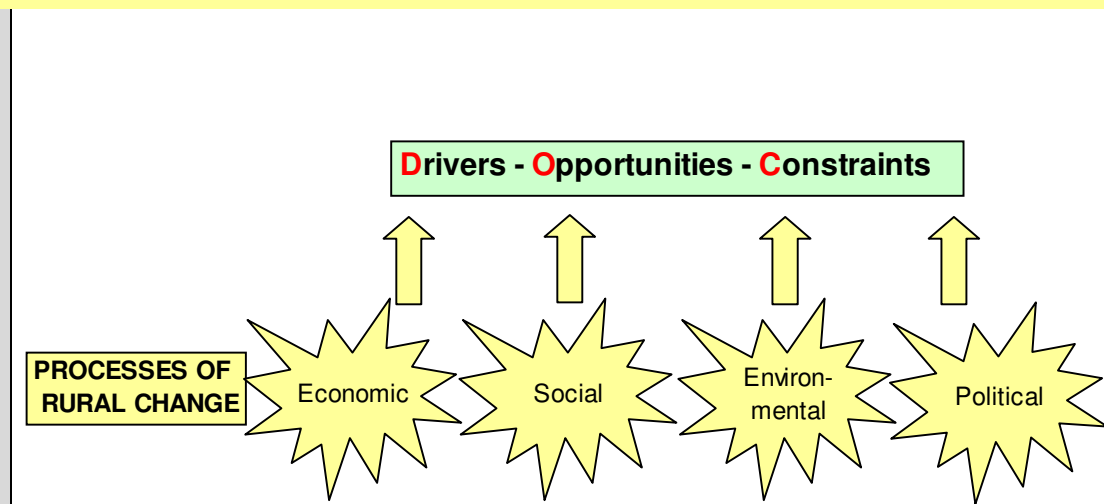 Drivers - Opportunities - Constraints
PROCESSES OF
RURAL CHANGE
Economic
Social
Environ-
mental
Political